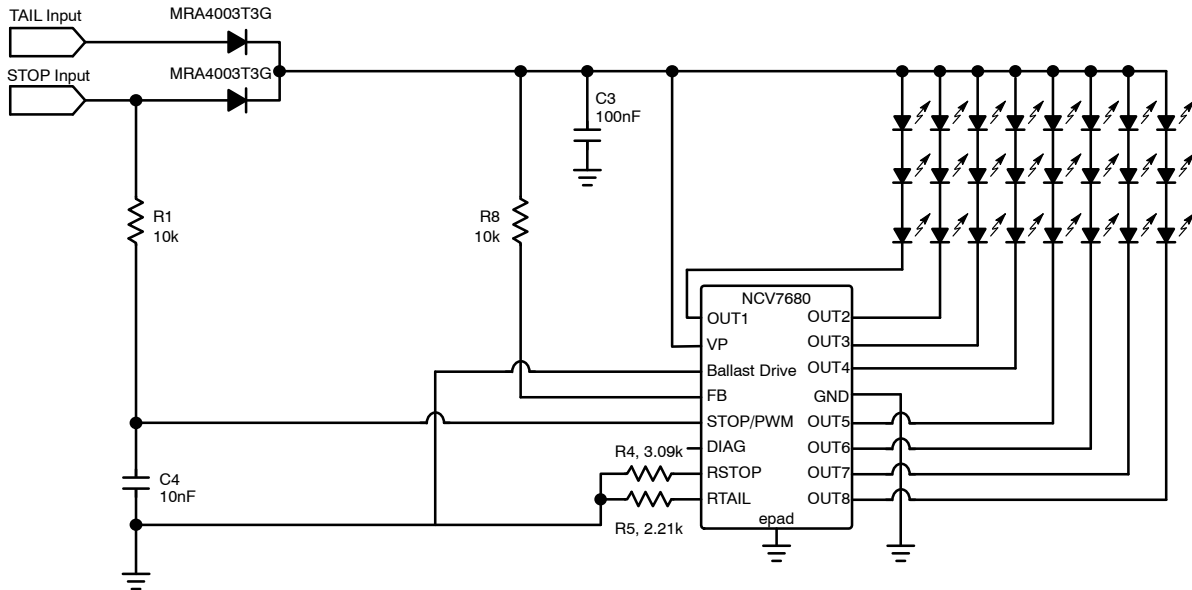 TAIL Input
MRA4003T3G
STOP Input
MRA4003T3G
C3
100nF
R1
10k
R8
10k
NCV7680
OUT1
VP
Ballast Drive
FB
STOP/PWM
DIAG
RSTOP
RTAIL
OUT2
OUT3
OUT4
GND
OUT5
OUT6
OUT7
OUT8
epad
R4, 3.09k
R5, 2.21k
C4
10nF